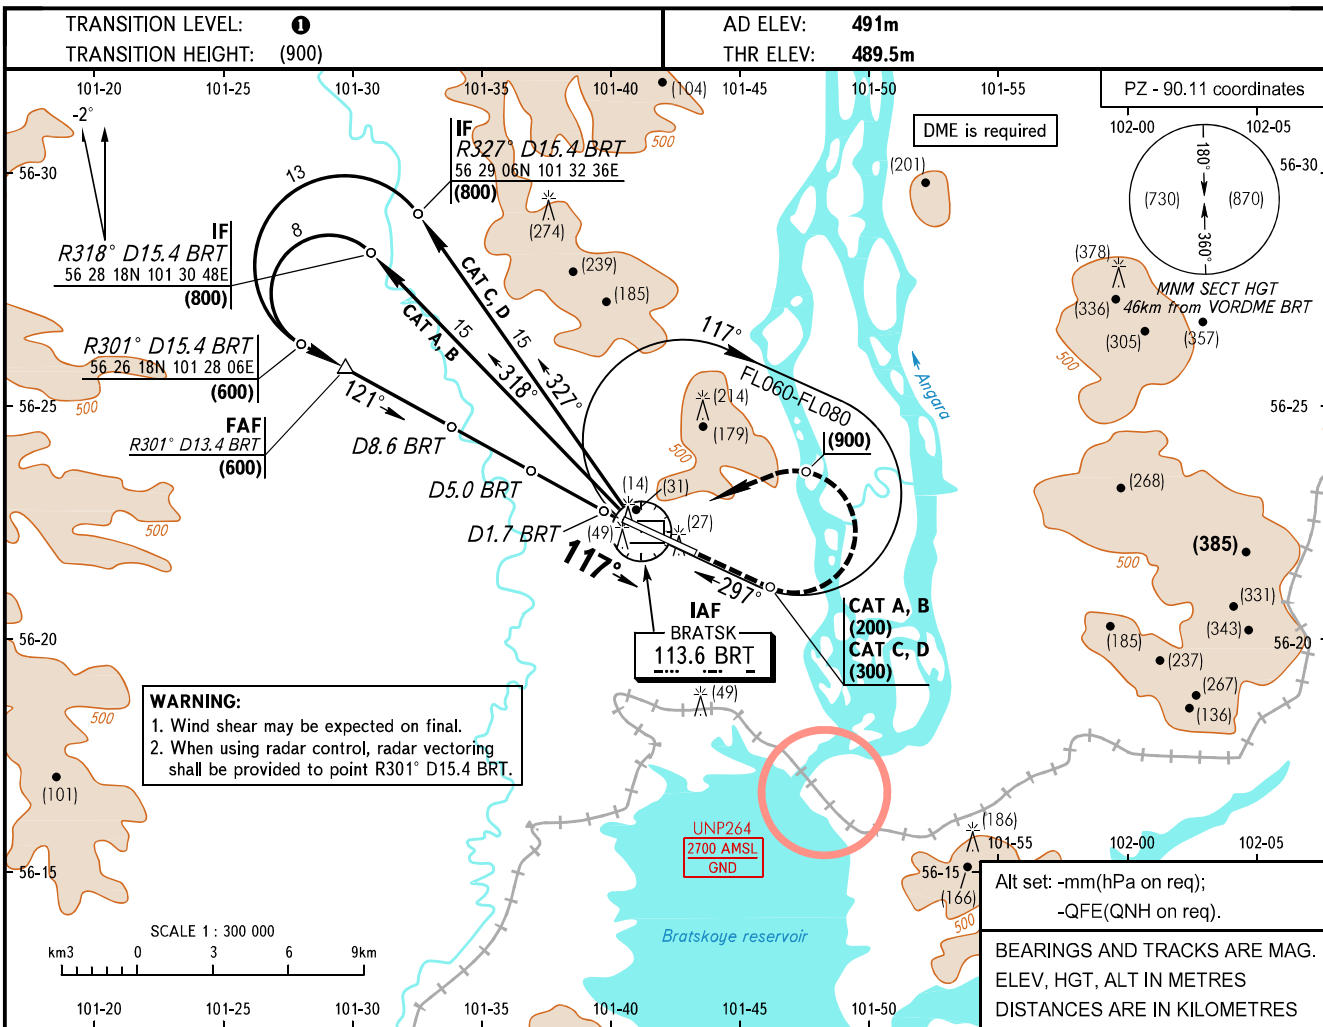 TRANSITION LEVEL: ❶
TRANSITION HEIGHT: (900)
AD ELEV: 491m
THR ELEV: 489.5m
101-20 101-25 101-30 101-35 101-40 101-45 101-50 101-55
(104)
PZ - 90.11 coordinates
102-00 102-05
-2°
500
DME is required
IF
R327° D15.4 BRT
56 29 06N 101 32 36E
(800)
500
56-30
56-30
13
(201)
180°
(730) (870)
360°
MNM SECT HGT
46km from VORDME BRT
(274)
8
IF
R318° D15.4 BRT
56 28 18N 101 30 48E
(800)
(239)
(185)
(378)
(336)
(305)
(357)
500
CAT C, D
15
327°
CAT A, B
15
318°
R301° D15.4 BRT
56 26 18N 101 28 06E
(600)
117°
FL060-FL080
Angara
500
56-25
56-25
121°
FAF
R301° D13.4 BRT
(600)
(214)
(179)
500
(900)
D8.6 BRT
D5.0 BRT
D1.7 BRT
(14)
(31)
(49)
(27)
500
(268)
(385)
500
117°
297°
IAF
BRATSK
113.6 BRT
CAT A, B
(200)
CAT C, D
(300)
(331)
(343)
(185)
(237)
(267)
(136)
56-20
56-20
(49)
500
WARNING:
1. Wind shear may be expected on final.
2. When using radar control, radar vectoring
shall be provided to point R301° D15.4 BRT.
(101)
UNP264
2700 AMSL
GND
(186)
101-55 102-00 102-05
56-15
56-15
(166)
500
Bratskoye reservoir
Alt set: -mm(hPa on req);
-QFE(QNH on req).
SCALE 1 : 300 000
km3 0 3 6 9km
BEARINGS AND TRACKS ARE MAG.
ELEV, HGT, ALT IN METRES
DISTANCES ARE IN KILOMETRES
500
101-20 101-25 101-30 101-35 101-40 101-45 101-50